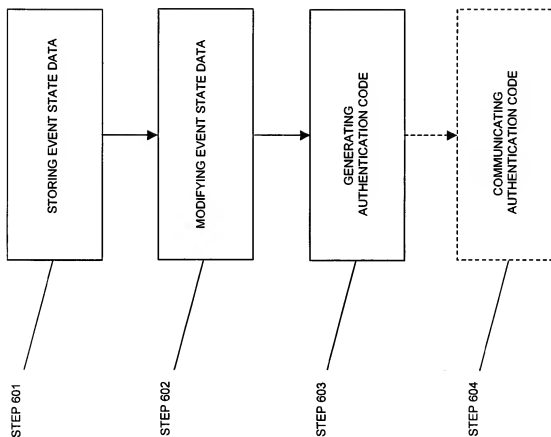 STORING EVENT STATE DATA
STEP 601
MODIFYING EVENT STATE DATA
STEP 602
GENERATING
AUTHENTICATION CODE
STEP 603
COMMUNICATING
AUTHENTICATION CODE
STEP 604